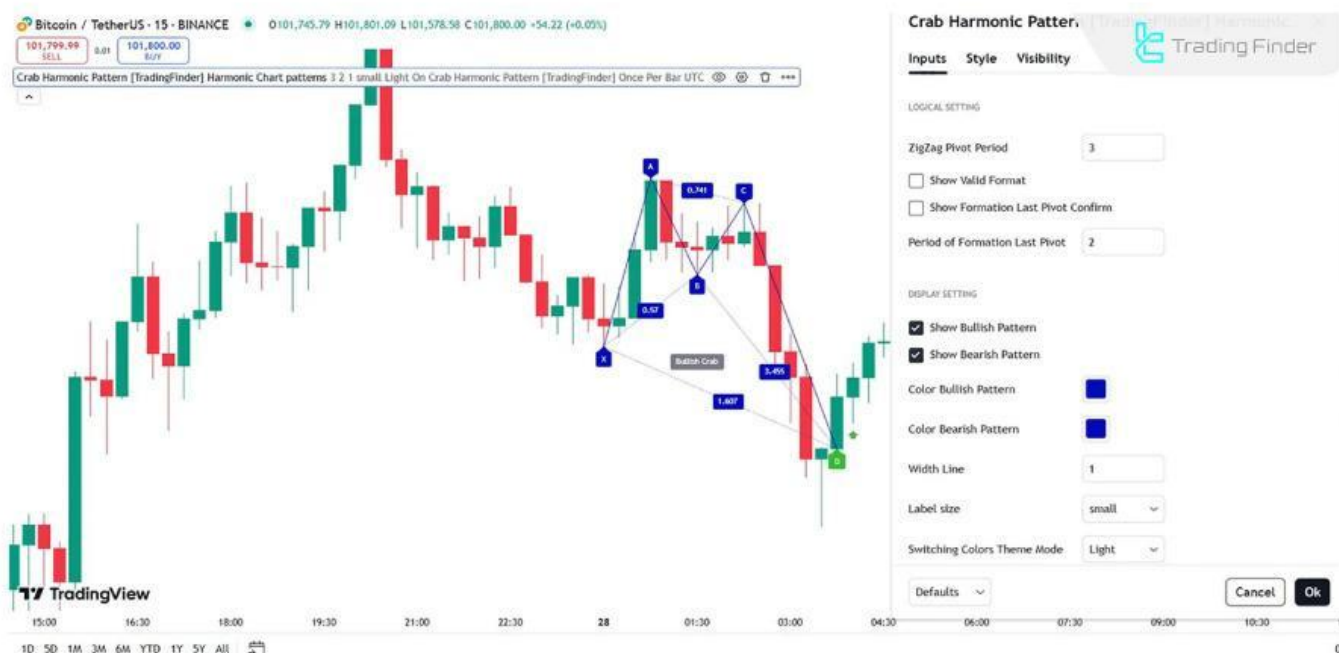 Bitcoin / TetherUS · 15 · BINANCE O101,745.79 H101,801.09 L101,578.58 C101,800.00 +54.22 (+0.05%)
101,799.99
SELL
0.01
101,800.00
BUY
Crab Harmonic Pattern [TradingFinder] Harmonic Chart patterns 3 2 1 small Light On Crab Harmonic Pattern [TradingFinder] Once Per Bar UTC
A
0.741
C
B
0.57
X
Bullish Crab
3.455
1.607
D
TradingView
15:00 16:30 18:00 19:30 21:00 22:30 28 01:30 03:00 04:30 06:00 07:30 09:00 10:30
1D 5D 1M 3M 6M YTD 1Y 5Y All
Crab Harmonic Pattern [TradingFinder] Harmonic...
Trading Finder
Inputs Style Visibility
LOGICAL SETTING
ZigZag Pivot Period 3
Show Valid Format
Show Formation Last Pivot Confirm
Period of Formation Last Pivot 2
DISPLAY SETTING
Show Bullish Pattern
Show Bearish Pattern
Color Bullish Pattern
Color Bearish Pattern
Width Line 1
Label size small
Switching Colors Theme Mode Light
Defaults Cancel Ok